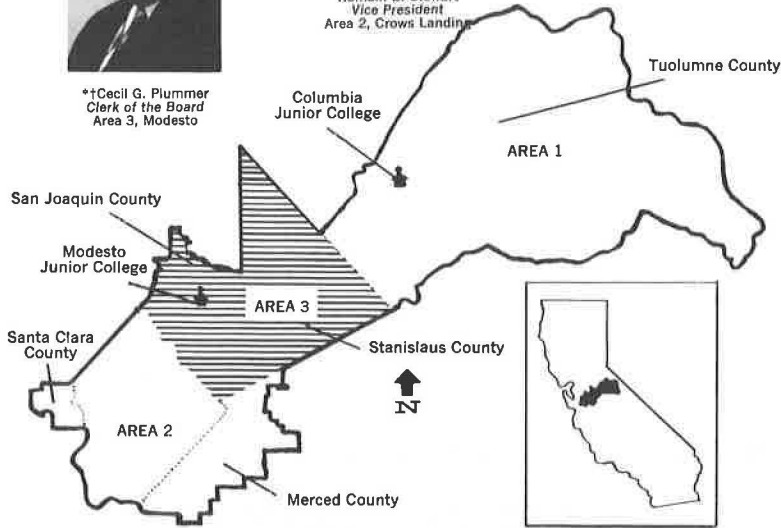 Vice President
Area 2, Crows Landing
*†Cecil G. Plummer
Clerk of the Board
Area 3, Modesto
Tuolumne County
Columbia
Junior College
AREA 1
San Joaquin County
Modesto
Junior College
AREA 3
Santa Clara
County
Stanislaus County
N
AREA 2
Merced County